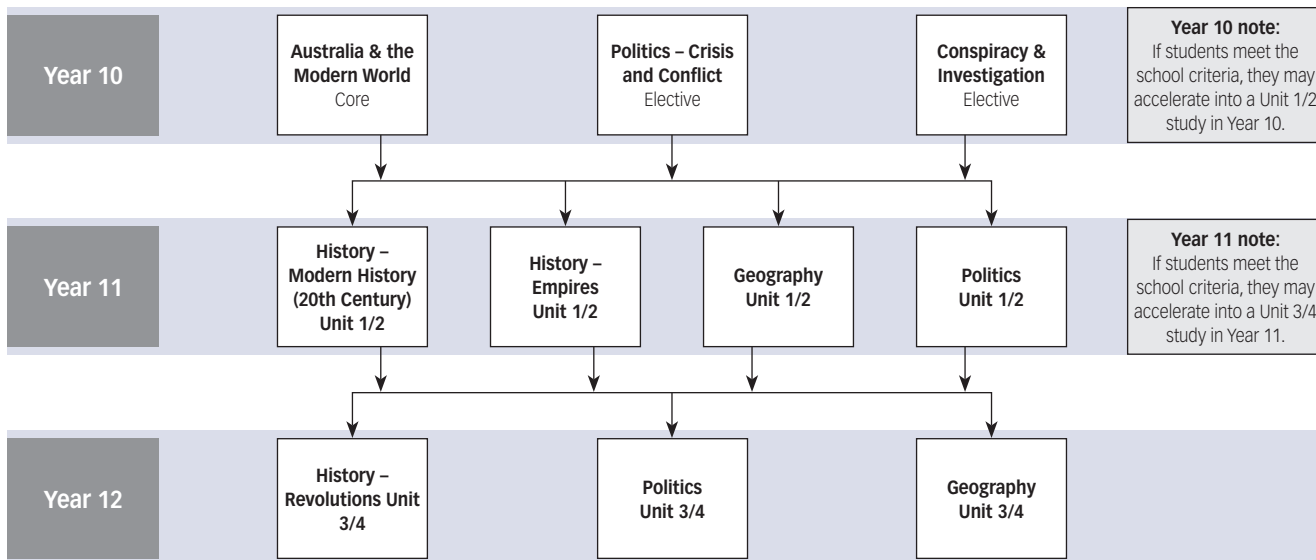 Year 10
Australia & the
Modern World
Core
Politics – Crisis
and Conflict
Elective
Conspiracy &
Investigation
Elective
Year 10 note:
If students meet the
school criteria, they may
accelerate into a Unit 1/2
study in Year 10.
Year 11
History –
Modern History
(20th Century)
Unit 1/2
History –
Empires
Unit 1/2
Geography
Unit 1/2
Politics
Unit 1/2
Year 11 note:
If students meet the
school criteria, they may
accelerate into a Unit 3/4
study in Year 11.
Year 12
History –
Revolutions Unit
3/4
Politics
Unit 3/4
Geography
Unit 3/4